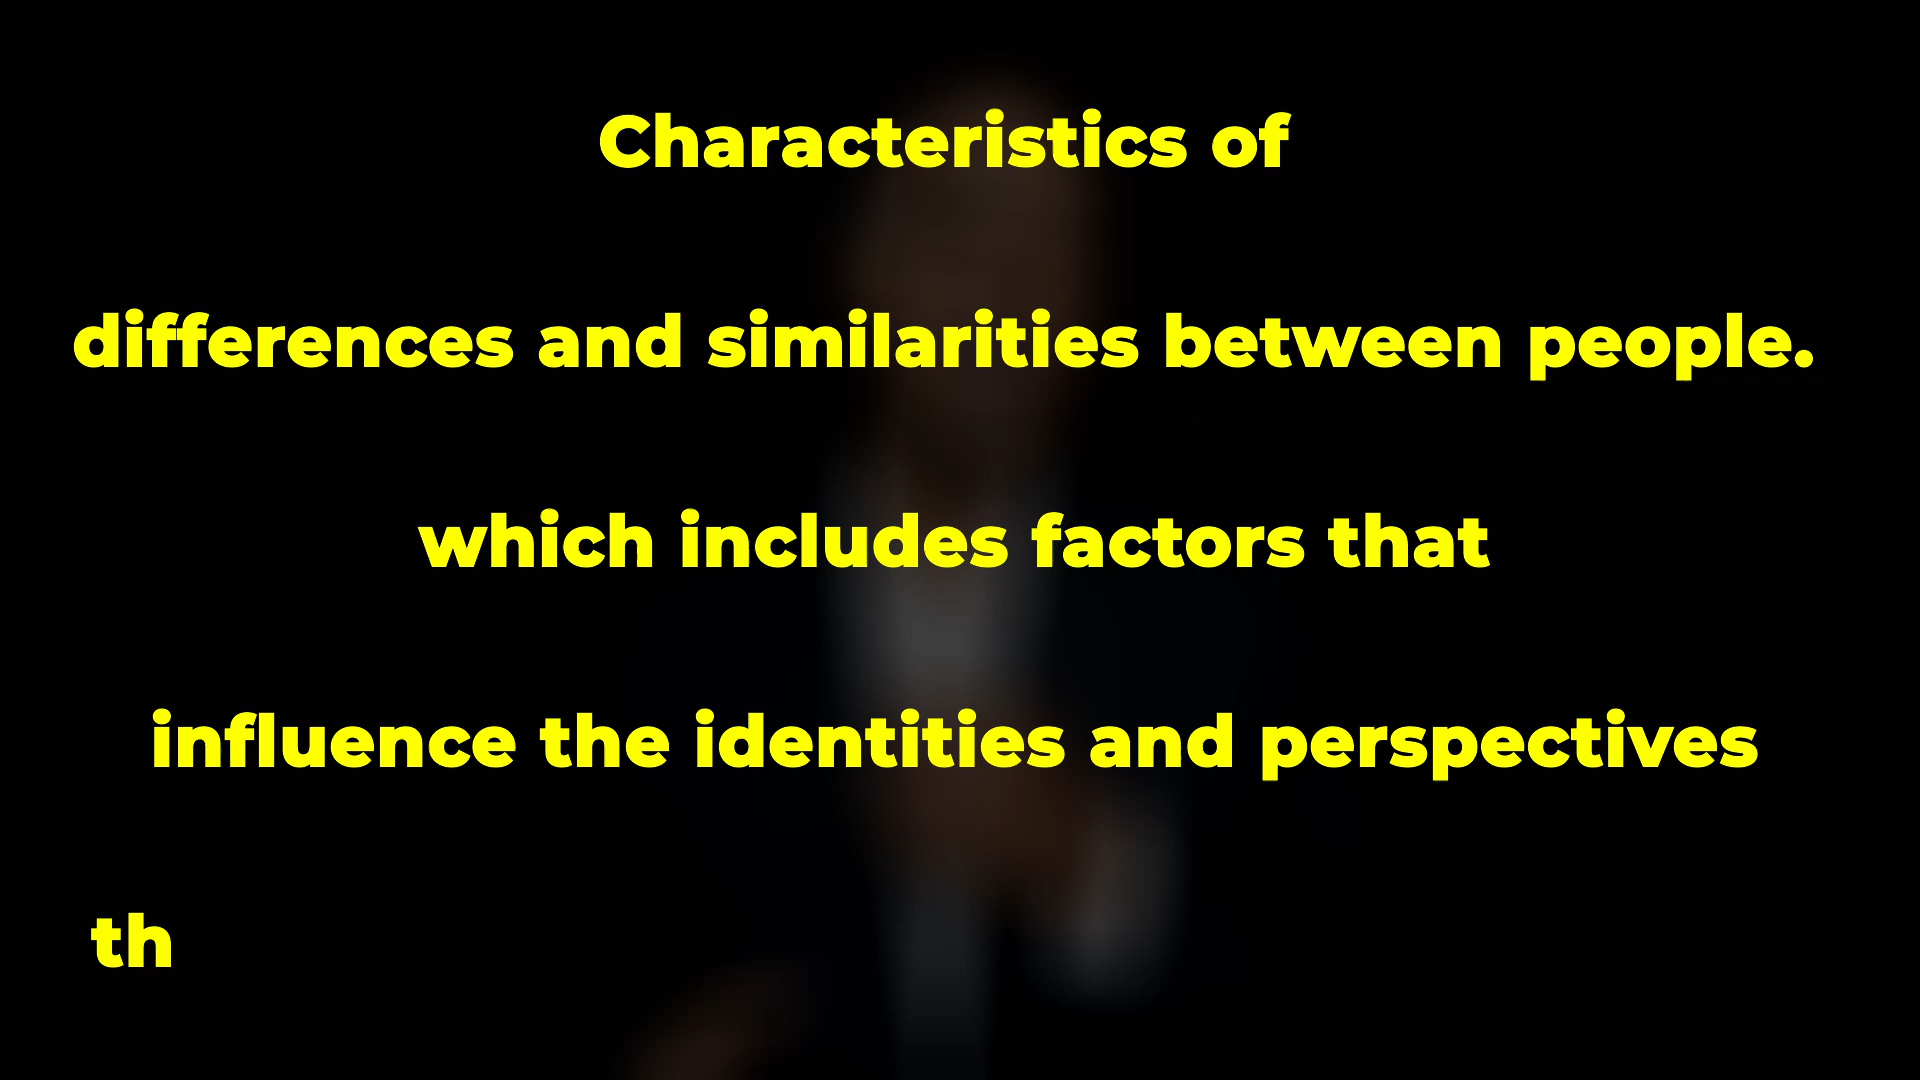 Characteristics of
differences and similarities between people.
which includes factors that
influence the identities and perspectives
th